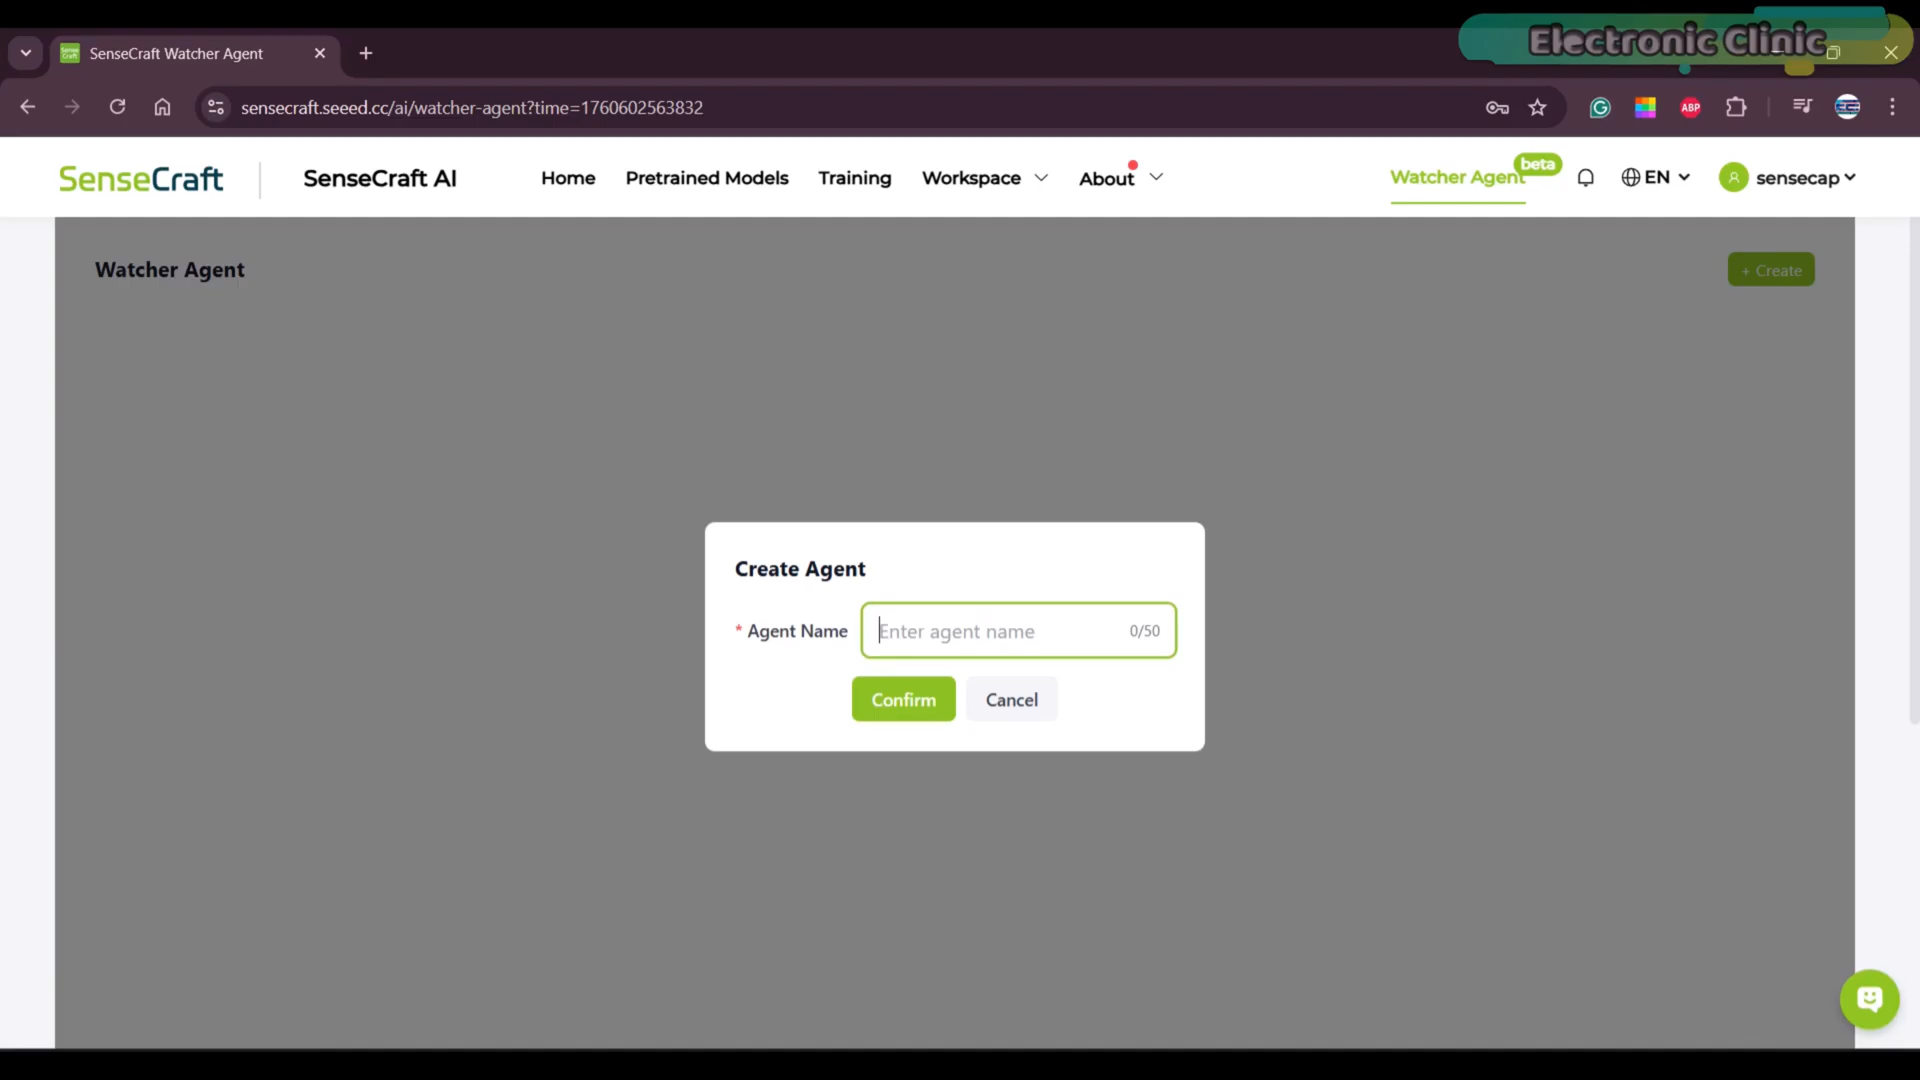 Electronic Clinic
SenseCraft Watcher Agent
sensecraft.seeed.cc/ai/watcher-agent?time=1760602563832
ABP
SenseCraft
SenseCraft AI
Home
Pretrained Models
Training
Workspace
About
Watcher Agent
beta
EN
sensecap
Watcher Agent
+ Create
Create Agent
* Agent Name
Enter agent name
0/50
Confirm
Cancel